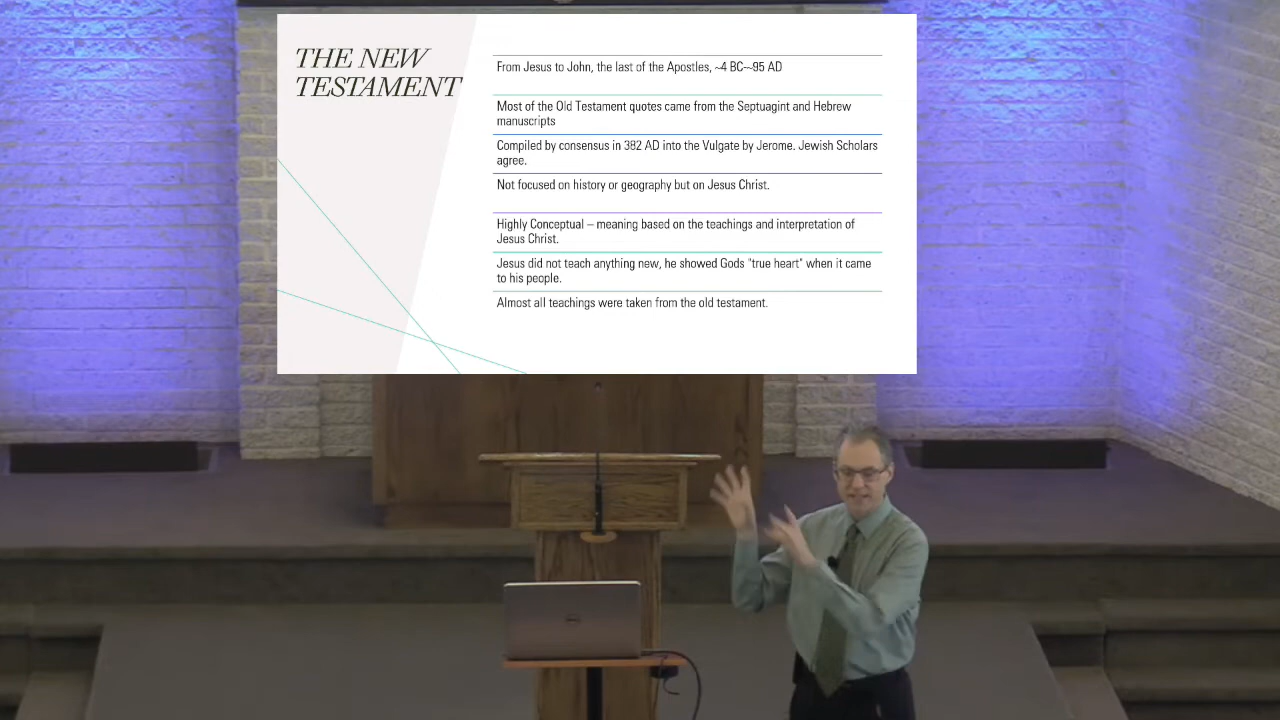 THE NEW
TESTAMENT
From Jesus to John, the last of the Apostles, ~4 BC–~95 AD
Most of the Old Testament quotes came from the Septuagint and Hebrew
manuscripts
Compiled by consensus in 382 AD into the Vulgate by Jerome. Jewish Scholars
agree.
Not focused on history or geography but on Jesus Christ.
Highly Conceptual – meaning based on the teachings and interpretation of
Jesus Christ.
Jesus did not teach anything new, he showed Gods "true heart" when it came
to his people.
Almost all teachings were taken from the old testament.